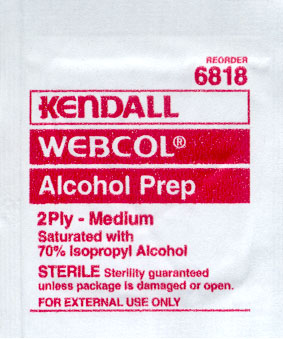 REORDER
6818
KENDALL
WEBCOL®
Alcohol Prep
2Ply - Medium
Saturated with
70% Isopropyl Alcohol
STERILE Sterility guaranteed
unless package is damaged or open.
FOR EXTERNAL USE ONLY